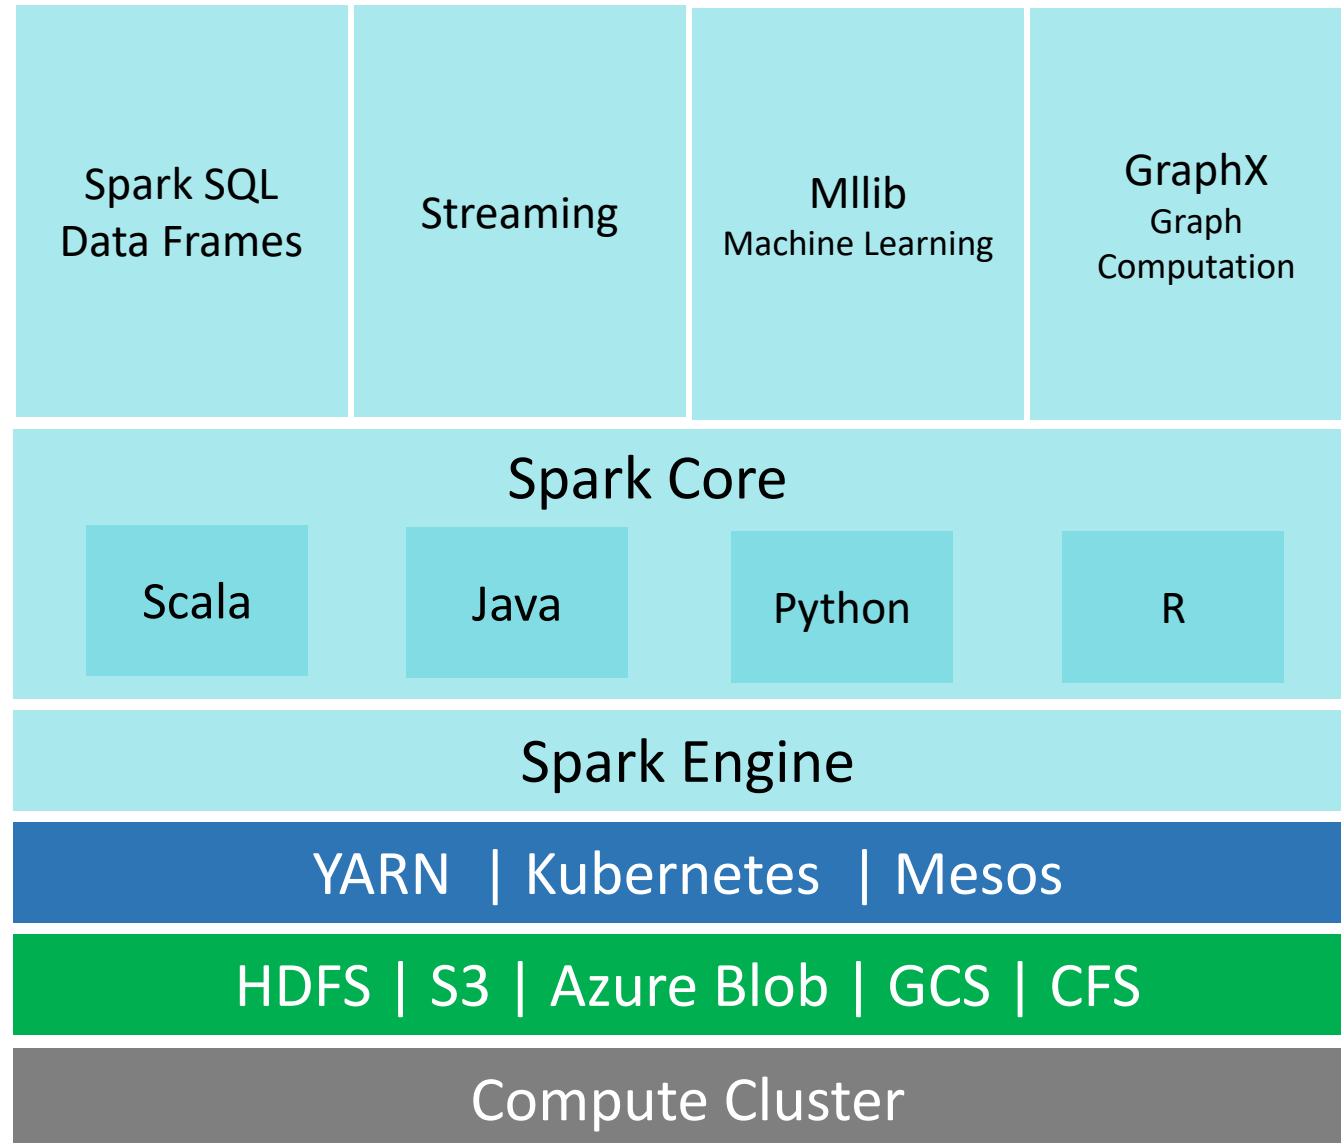 Spark SQL
Data Frames
Streaming
Mllib
Machine Learning
GraphX
Graph
Computation
Spark Core
Scala
Java
Python
R
Spark Engine
YARN | Kubernetes | Mesos
HDFS | S3 | Azure Blob | GCS | CFS
Compute Cluster